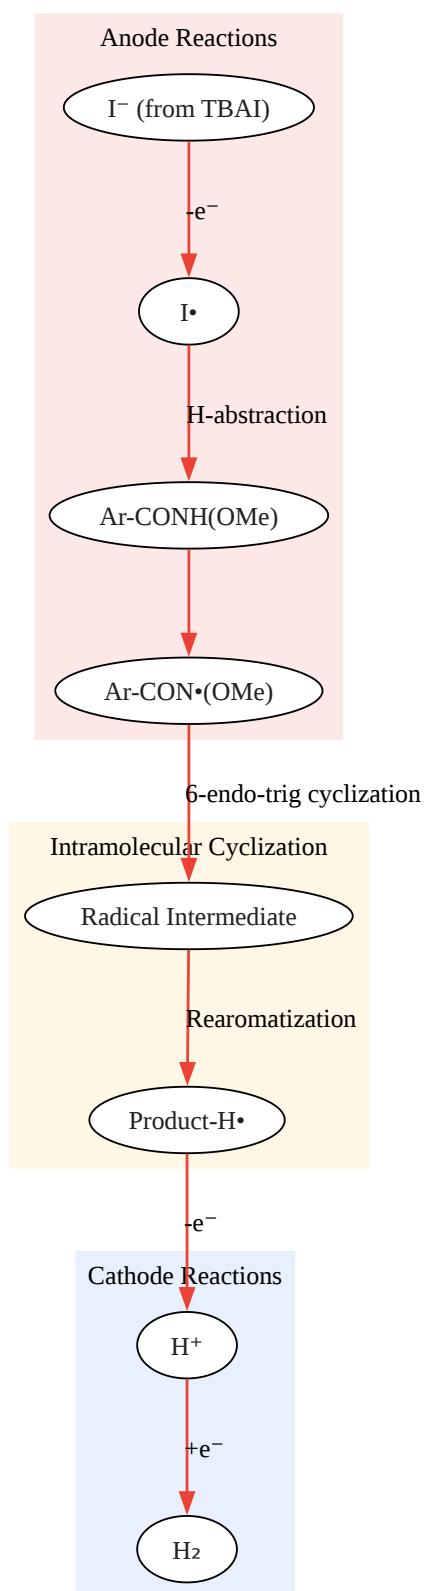 Anode Reactions
I⁻ (from TBAI)
-e⁻
I•
H-abstraction
Ar-CONH(OMe)
Ar-CON•(OMe)
6-endo-trig cyclization
Intramolecular Cyclization
Radical Intermediate
Rearomatization
Product-H•
-e⁻
Cathode Reactions
H⁺
+e⁻
H₂